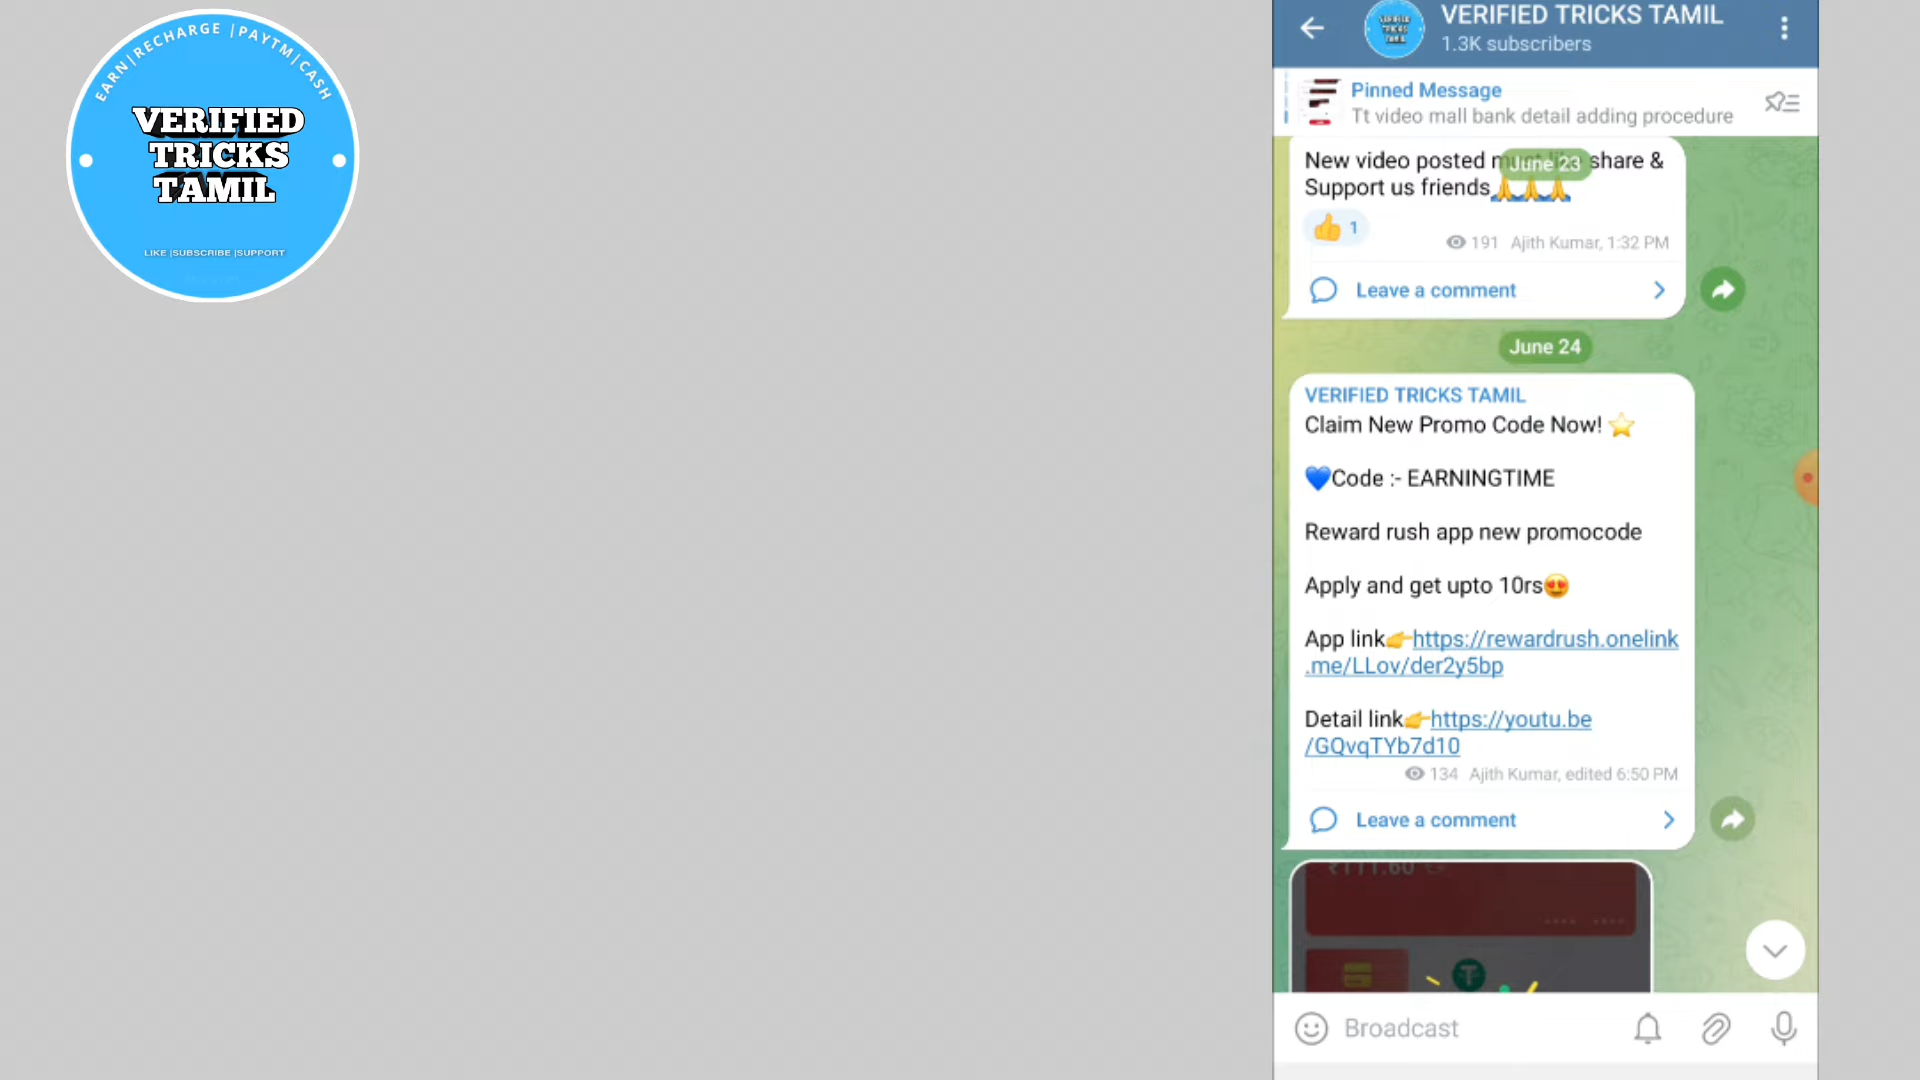 EARN|RECHARGE |PAYTM|CASH
VERIFIED
TRICKS
TAMIL
LIKE |SUBSCRIBE |SUPPORT
VERIFIED TRICKS TAMIL
1.3K subscribers
Pinned Message
Tt video mall bank detail adding procedure
New video posted must like share &
June 23
Support us friends🙏🙏🙏
👍 1
191 Ajith Kumar, 1:32 PM
Leave a comment
June 24
VERIFIED TRICKS TAMIL
Claim New Promo Code Now! ⭐
💙Code :- EARNINGTIME
Reward rush app new promocode
Apply and get upto 10rs😍
App link👉https://rewardrush.onelink
.me/LLov/der2y5bp
Detail link👉https://youtu.be
/GQvqTYb7d10
134 Ajith Kumar, edited 6:50 PM
Leave a comment
₹111.60
Broadcast